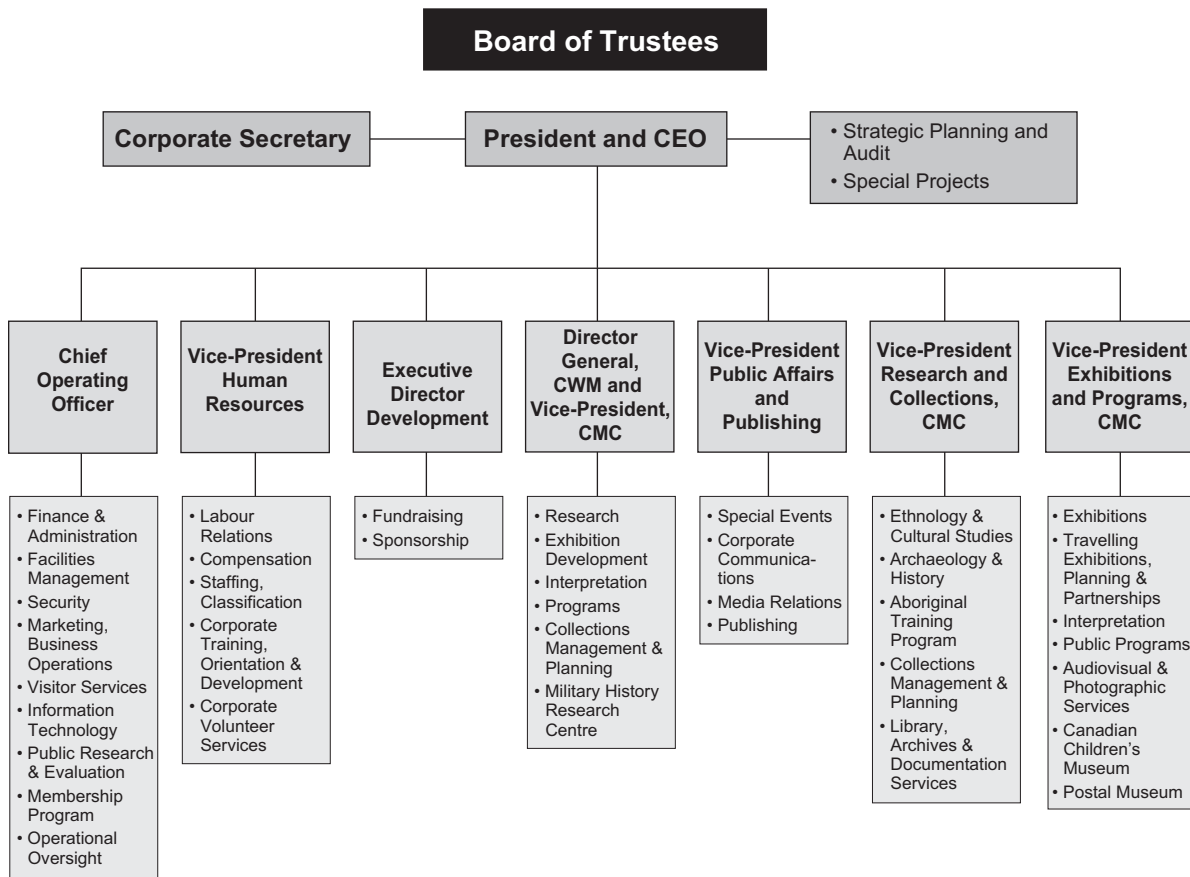 Board of Trustees
Corporate Secretary
President and CEO
• Strategic Planning and
Audit
• Special Projects
Chief
Operating
Officer
• Finance &
Administration
• Facilities
Management
• Security
• Marketing,
Business
Operations
• Visitor Services
• Information
Technology
• Public Research
& Evaluation
• Membership
Program
• Operational
Oversight
Vice-President
Human
Resources
• Labour
Relations
• Compensation
• Staffing,
Classification
• Corporate
Training,
Orientation &
Development
• Corporate
Volunteer
Services
Executive
Director
Development
• Fundraising
• Sponsorship
Director
General,
CWM and
Vice-President,
CMC
• Research
• Exhibition
Development
• Interpretation
• Programs
• Collections
Management &
Planning
• Military History
Research
Centre
Vice-President
Public Affairs
and
Publishing
• Special Events
• Corporate
Communica-
tions
• Media Relations
• Publishing
Vice-President
Research and
Collections,
CMC
• Ethnology &
Cultural Studies
• Archaeology &
History
• Aboriginal
Training
Program
• Collections
Management &
Planning
• Library,
Archives &
Documentation
Services
Vice-President
Exhibitions
and Programs,
CMC
• Exhibitions
• Travelling
Exhibitions,
Planning &
Partnerships
• Interpretation
• Public Programs
• Audiovisual &
Photographic
Services
• Canadian
Children’s
Museum
• Postal Museum